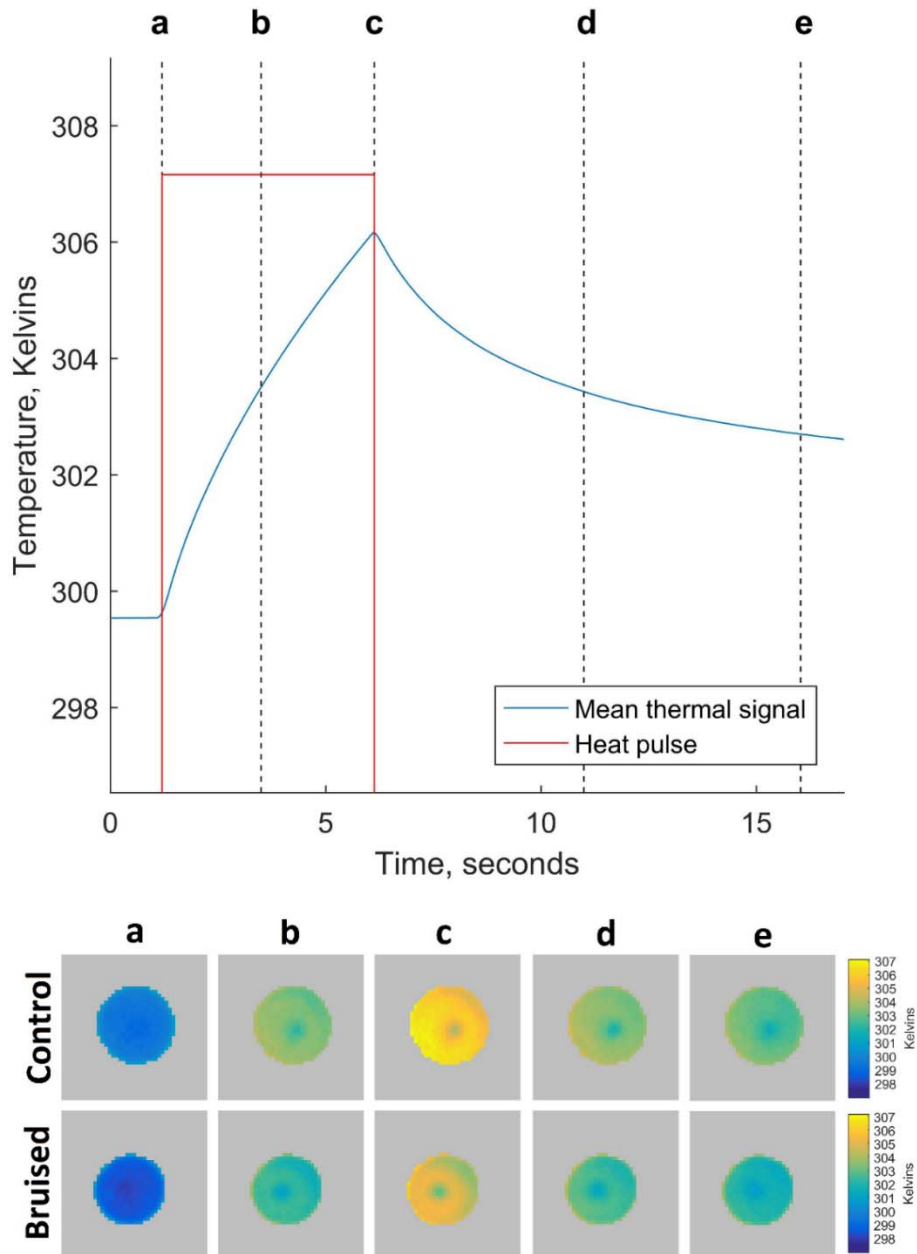 a b c d e
308
306
304
302
300
298
Temperature, Kelvins
Mean thermal signal
Heat pulse
0 5 10 15
Time, seconds
a b c d e
Control
307
306
305
304
303
302
301
300
299
298
Kelvins
Bruised
307
306
305
304
303
302
301
300
299
298
Kelvins